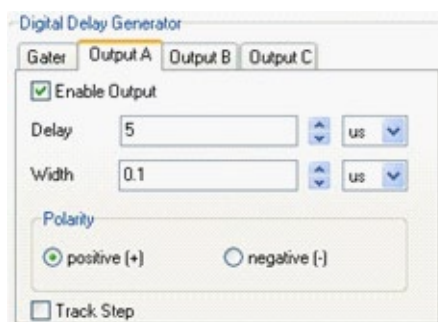 Digital Delay Generator
Gater Output A Output B Output C
Enable Output
Delay 5 us
Width 0.1 us
Polarity
positive (+) negative (-)
Track Step